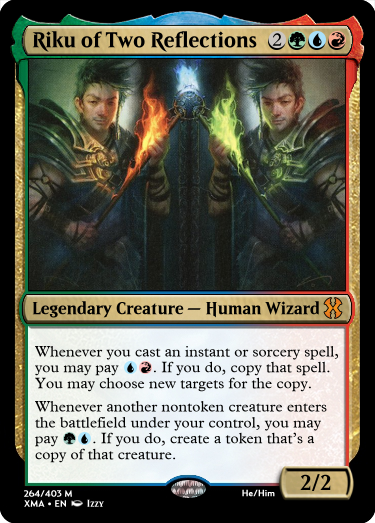 Riku of Two Reflections 2
Legendary Creature — Human Wizard
Whenever you cast an instant or sorcery spell,
you may pay . If you do, copy that spell.
You may choose new targets for the copy.
Whenever another nontoken creature enters
the battlefield under your control, you may
pay . If you do, create a token that's a
copy of that creature.
2/2
264/403 M He/Him
XMA • EN Izzy